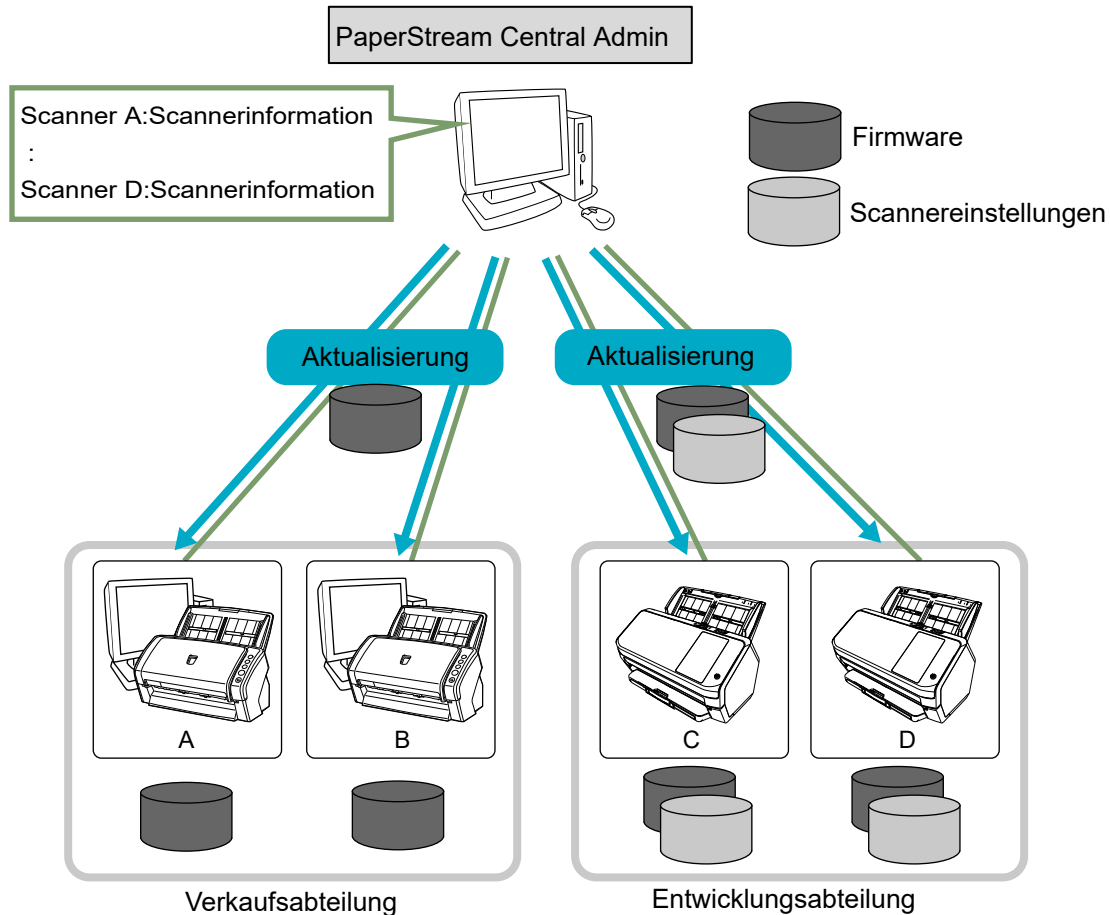 PaperStream Central Admin
Scanner A:Scannerinformation
:
Scanner D:Scannerinformation
Firmware
Scannereinstellungen
Aktualisierung
Aktualisierung
A
B
C
D
Verkaufsabteilung
Entwicklungsabteilung